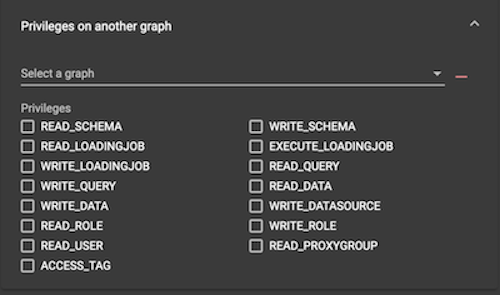 Privileges on another graph
Select a graph
Privileges
READ_SCHEMA WRITE_SCHEMA
READ_LOADINGJOB EXECUTE_LOADINGJOB
WRITE_LOADINGJOB READ_QUERY
WRITE_QUERY READ_DATA
WRITE_DATA WRITE_DATASOURCE
READ_ROLE WRITE_ROLE
READ_USER READ_PROXYGROUP
ACCESS_TAG